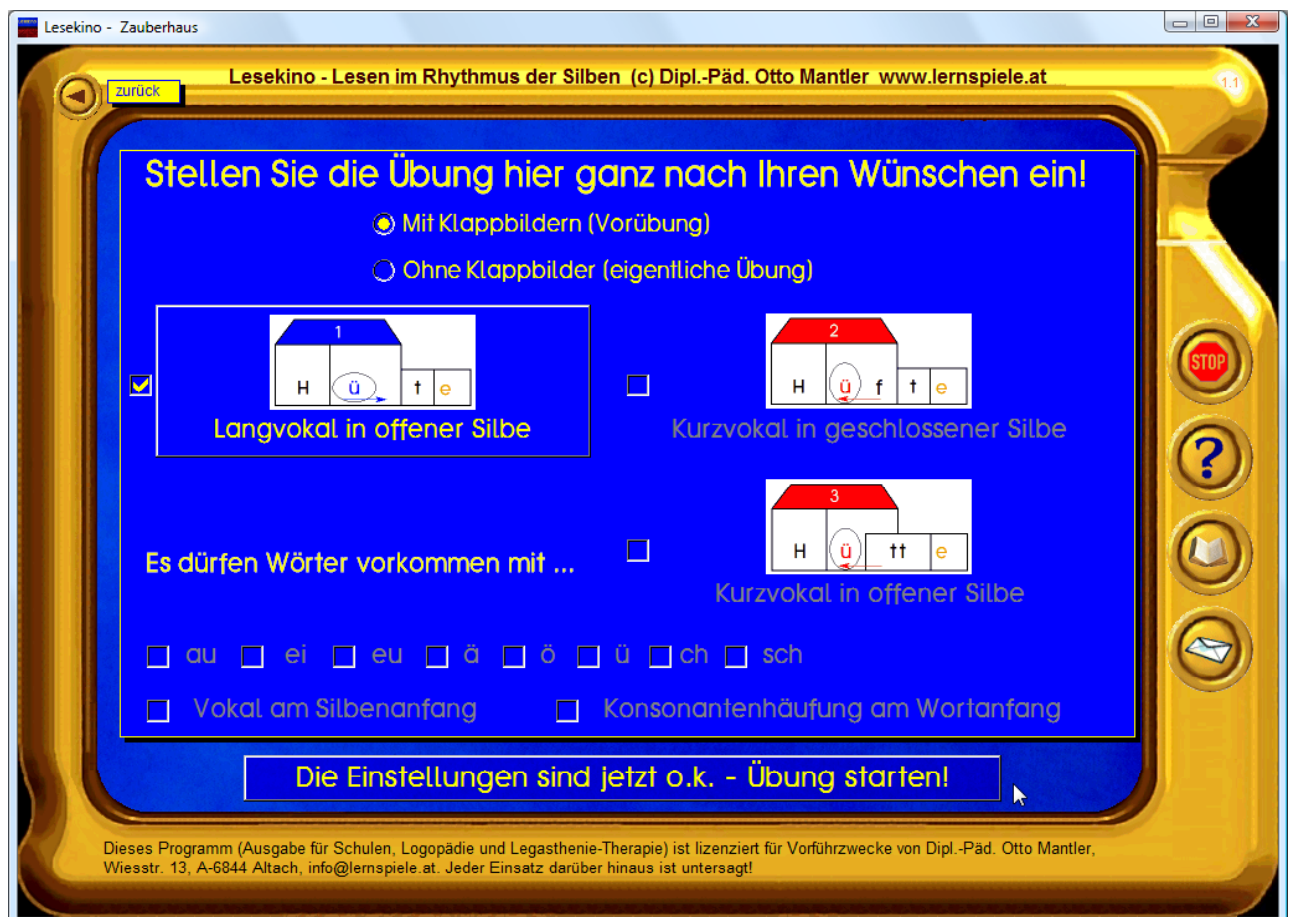 Lesekino - Zauberhaus
zurück
Lesekino - Lesen im Rhythmus der Silben (c) Dipl.-Päd. Otto Mantler www.lernspiele.at
1.1
Stellen Sie die Übung hier ganz nach Ihren Wünschen ein!
Mit Klappbildern (Vorübung)
Ohne Klappbilder (eigentliche Übung)
1
H ü t e
Langvokal in offener Silbe
2
H ü f t e
Kurzvokal in geschlossener Silbe
3
H ü tt e
Kurzvokal in offener Silbe
STOP
?
Es dürfen Wörter vorkommen mit ...
au ei eu ä ö ü ch sch
Vokal am Silbenanfang Konsonantenhäufung am Wortanfang
Die Einstellungen sind jetzt o.k. - Übung starten!
Dieses Programm (Ausgabe für Schulen, Logopädie und Legasthenie-Therapie) ist lizenziert für Vorführzwecke von Dipl.-Päd. Otto Mantler,
Wiesstr. 13, A-6844 Altach, info@lernspiele.at. Jeder Einsatz darüber hinaus ist untersagt!